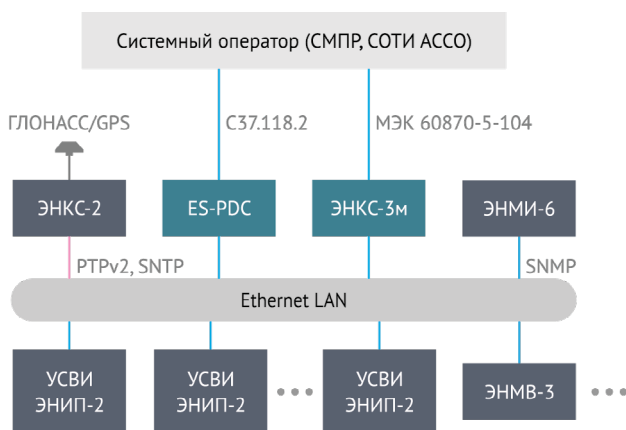 Системный оператор (СМПР, СОТИ АССО)
ГЛОНАСС/GPS
C37.118.2
МЭК 60870-5-104
ЭНКС-2
ES-PDC
ЭНКС-3м
ЭНМИ-6
PTPv2, SNTP
SNMP
Ethernet LAN
УСВИ
ЭНИП-2
УСВИ
ЭНИП-2
УСВИ
ЭНИП-2
ЭНМВ-3